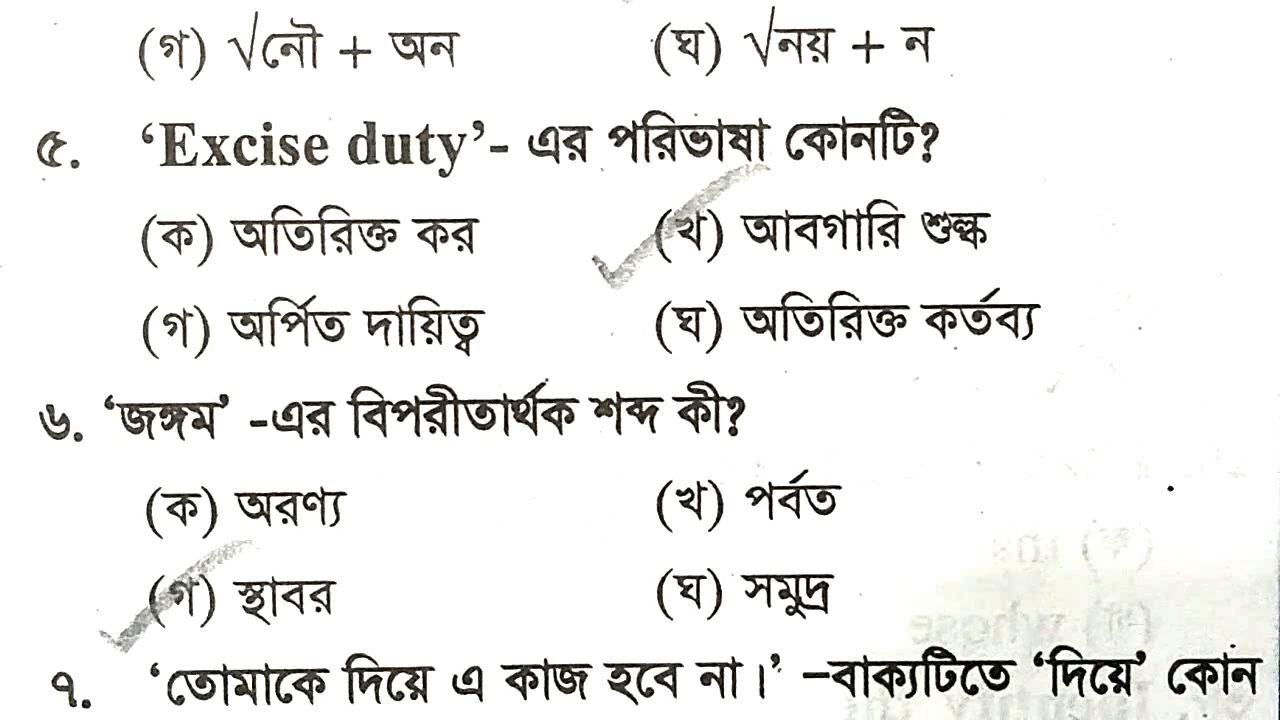 (গ) √নৌ + অন (ঘ) √নয় + ন
৫. ‘Excise duty’- এর পরিভাষা কোনটি?
(ক) অতিরিক্ত কর (খ) আবগারি শুল্ক
(গ) অর্পিত দায়িত্ব (ঘ) অতিরিক্ত কর্তব্য
৬. ‘জঙ্গম’ -এর বিপরীতার্থক শব্দ কী?
(ক) অরণ্য (খ) পর্বত
(গ) স্থাবর (ঘ) সমুদ্র
৭. ‘তোমাকে দিয়ে এ কাজ হবে না।’ –বাক্যটিতে ‘দিয়ে’ কোন